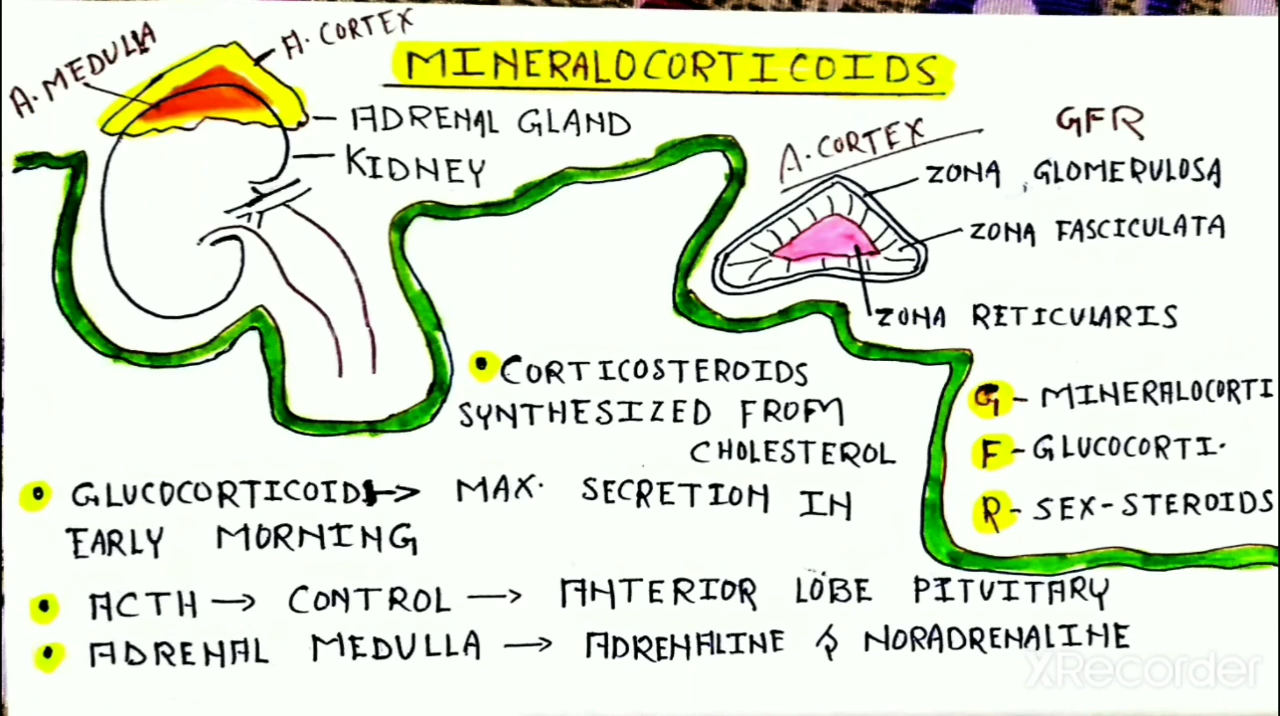 A. MEDULLA
A. CORTEX
MINERALOCORTICOIDS
ADRENAL GLAND
KIDNEY
A. CORTEX
GFR
ZONA GLOMERULOSA
ZONA FASCICULATA
ZONA RETICULARIS
• CORTICOSTEROIDS
SYNTHESIZED FROM
CHOLESTEROL
G - MINERALOCORTI
F - GLUCOCORTI.
R - SEX-STEROIDS
• GLUCOCORTICOIDS → MAX. SECRETION IN
EARLY MORNING
• ACTH → CONTROL → ANTERIOR LOBE PITUITARY
• ADRENAL MEDULLA → ADRENALINE & NORADRENALINE
XRecorder